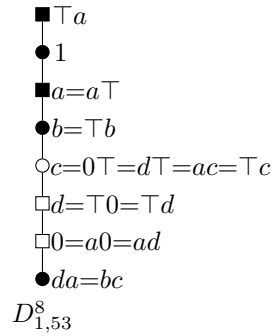 ⊤a
1
a=a⊤
b=⊤b
c=0⊤=d⊤=ac=⊤c
d=⊤0=⊤d
0=a0=ad
da=bc
D^8_{1,53}